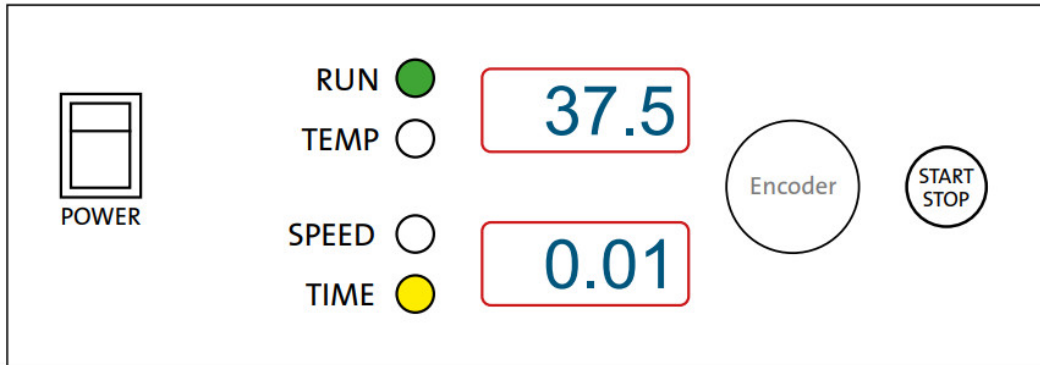 RUN
37.5
TEMP
POWER
Encoder
START
STOP
SPEED
0.01
TIME